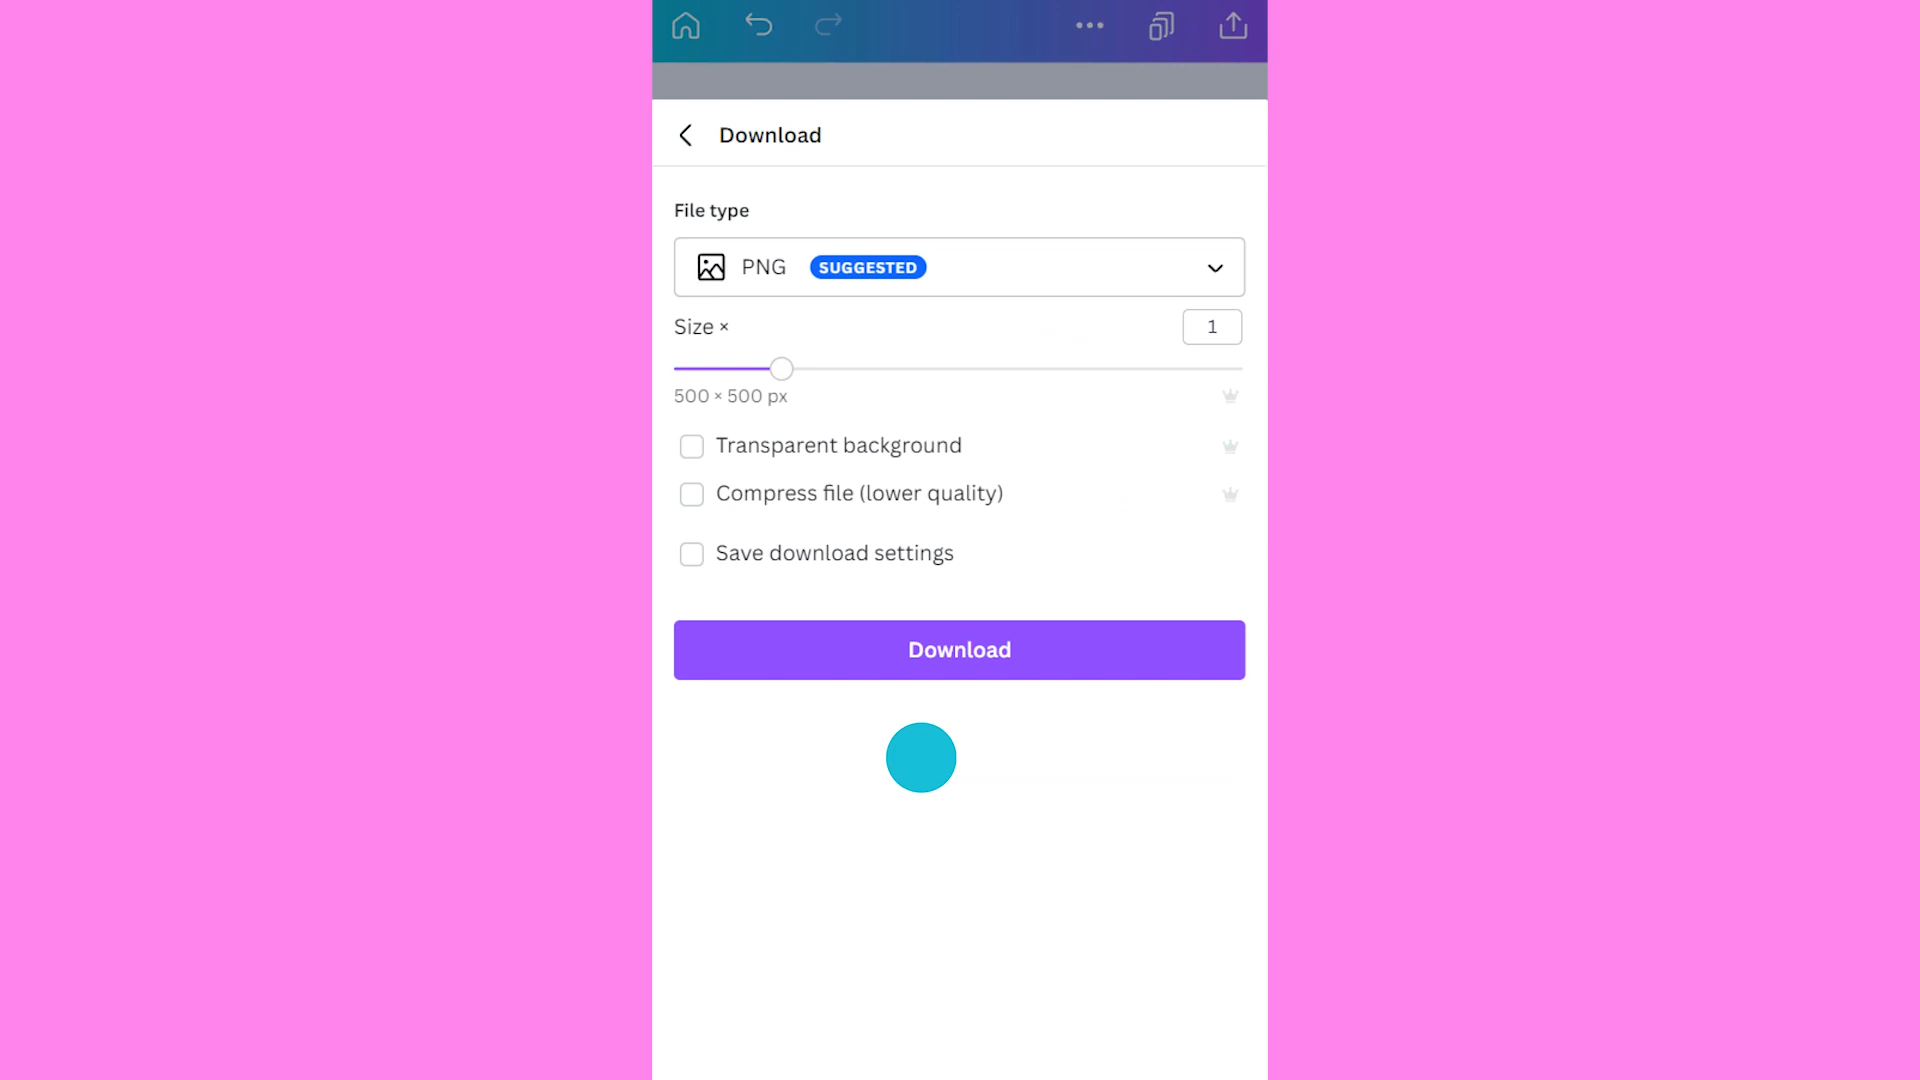 Download
File type
PNG SUGGESTED
Size × 1
500 × 500 px
Transparent background
Compress file (lower quality)
Save download settings
Download